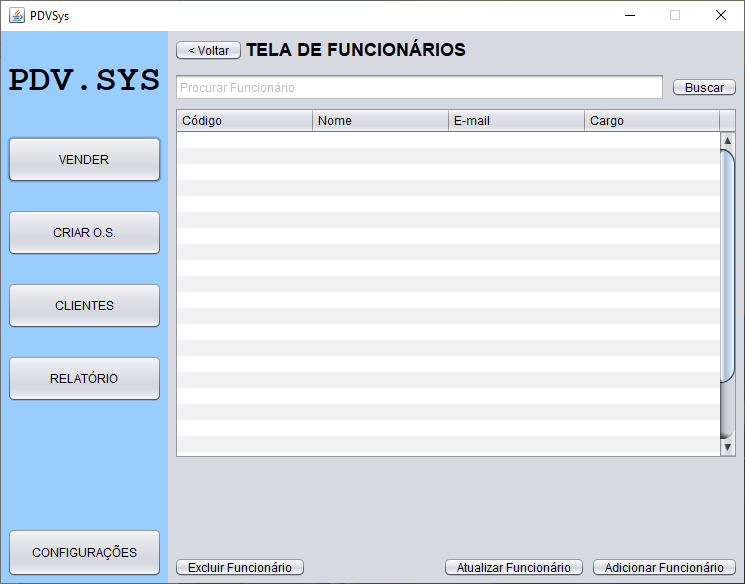 PDVSys
PDV.SYS
VENDER
CRIAR O.S.
CLIENTES
RELATÓRIO
CONFIGURAÇÕES
< Voltar TELA DE FUNCIONÁRIOS
Procurar Funcionário Buscar
Código Nome E-mail Cargo
Excluir Funcionário Atualizar Funcionário Adicionar Funcionário